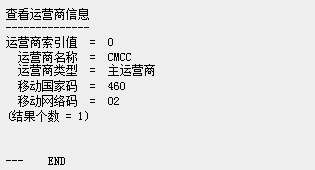 查看运营商信息
--------------
运营商索引值  =  0
运营商名称  =  CMCC
运营商类型  =  主运营商
移动国家码  =  460
移动网络码  =  02
(结果个数 = 1)
---    END